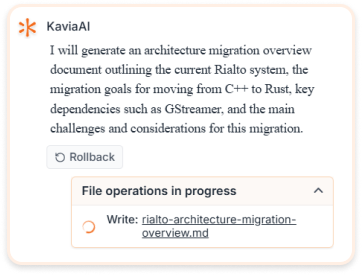 KaviaAI
I will generate an architecture migration overview
document outlining the current Rialto system, the
migration goals for moving from C++ to Rust, key
dependencies such as GStreamer, and the main
challenges and considerations for this migration.
Rollback
File operations in progress
Write: rialto-architecture-migration-
overview.md